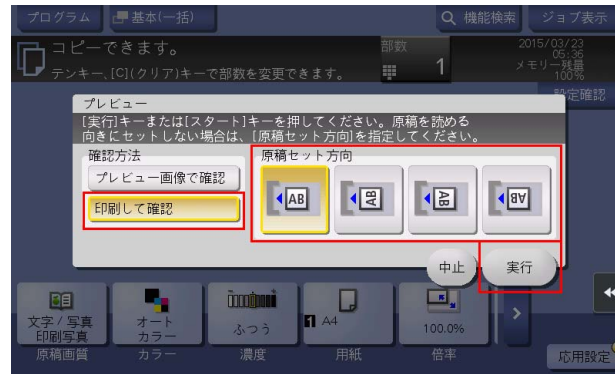 プログラム
基本(一括)
機能検索
ジョブ表示
コピーできます。
テンキー、[C](クリア)キーで部数を変更できます。
部数
1
2015/03/23
05:36
メモリー残量
100%
設定確認
プレビュー
[実行]キーまたは[スタート]キーを押してください。原稿を読める
向きにセットしない場合は、[原稿セット方向]を指定してください。
確認方法
原稿セット方向
プレビュー画像で確認
印刷して確認
AB
AB
AB
AB
中止
実行
文字/写真
印刷写真
オート
カラー
ふつう
1 A4
100.0%
原稿画質
カラー
濃度
用紙
倍率
応用設定